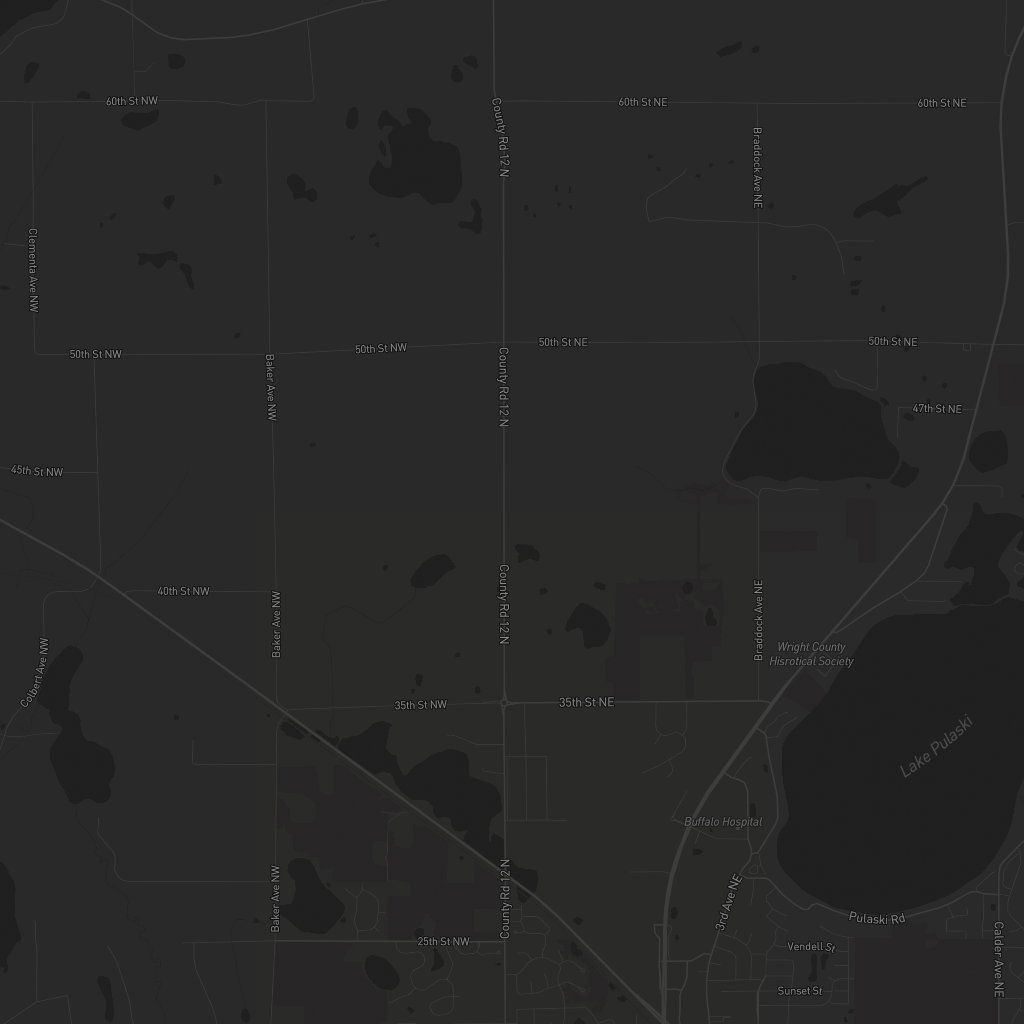 60th St NW
60th St NE
60th St NE
County Rd 12 N
Braddock Ave NE
Clementa Ave NW
50th St NW
50th St NW
50th St NE
50th St NE
Baker Ave NW
County Rd 12 N
47th St NE
45th St NW
40th St NW
Baker Ave NW
County Rd 12 N
Braddock Ave NE
Colbert Ave NW
Wright County
Hisrotical Society
35th St NW
35th St NE
Lake Pulaski
Buffalo Hospital
Baker Ave NW
County Rd 12 N
3rd Ave NE
Pulaski Rd
25th St NW
Vendell St
Calder Ave NE
Sunset St